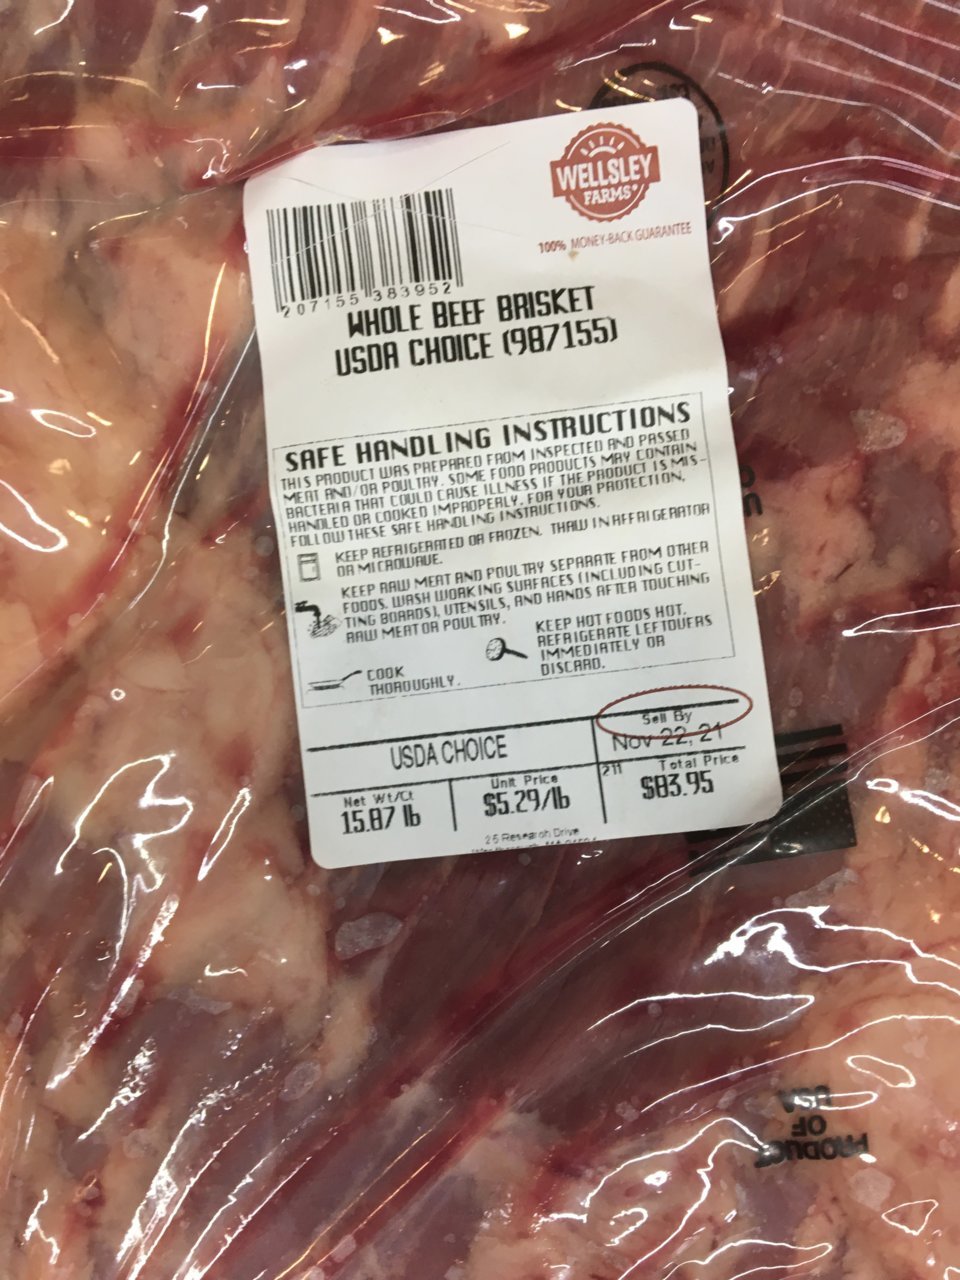 WELLSLEY
FARMS
100% MONEY-BACK GUARANTEE
207155 383952
WHOLE BEEF BRISKET
USDA CHOICE (987155)
SAFE HANDLING INSTRUCTIONS
THIS PRODUCT WAS PREPARED FROM INSPECTED AND PASSED
MEAT AND/OR POULTRY. SOME FOOD PRODUCTS MAY CONTAIN
BACTERIA THAT COULD CAUSE ILLNESS IF THE PRODUCT IS MIS-
HANDLED OR COOKED IMPROPERLY. FOR YOUR PROTECTION,
FOLLOW THESE SAFE HANDLING INSTRUCTIONS.
KEEP REFRIGERATED OR FROZEN. THAW IN REFRIGERATOR
OR MICROWAVE.
KEEP RAW MEAT AND POULTRY SEPARATE FROM OTHER
FOODS. WASH WORKING SURFACES (INCLUDING CUT-
TING BOARDS), UTENSILS, AND HANDS AFTER TOUCHING
RAW MEAT OR POULTRY.
KEEP HOT FOODS HOT.
REFRIGERATE LEFTOVERS
IMMEDIATELY OR
DISCARD.
COOK
THOROUGHLY.
Sell By
Nov 22, 21
USDA CHOICE
211 Total Price
$83.95
Unit Price
$5.29/lb
Net Wt/Ct
15.87 lb
25 Research Drive
PRODUCT
OF
USA